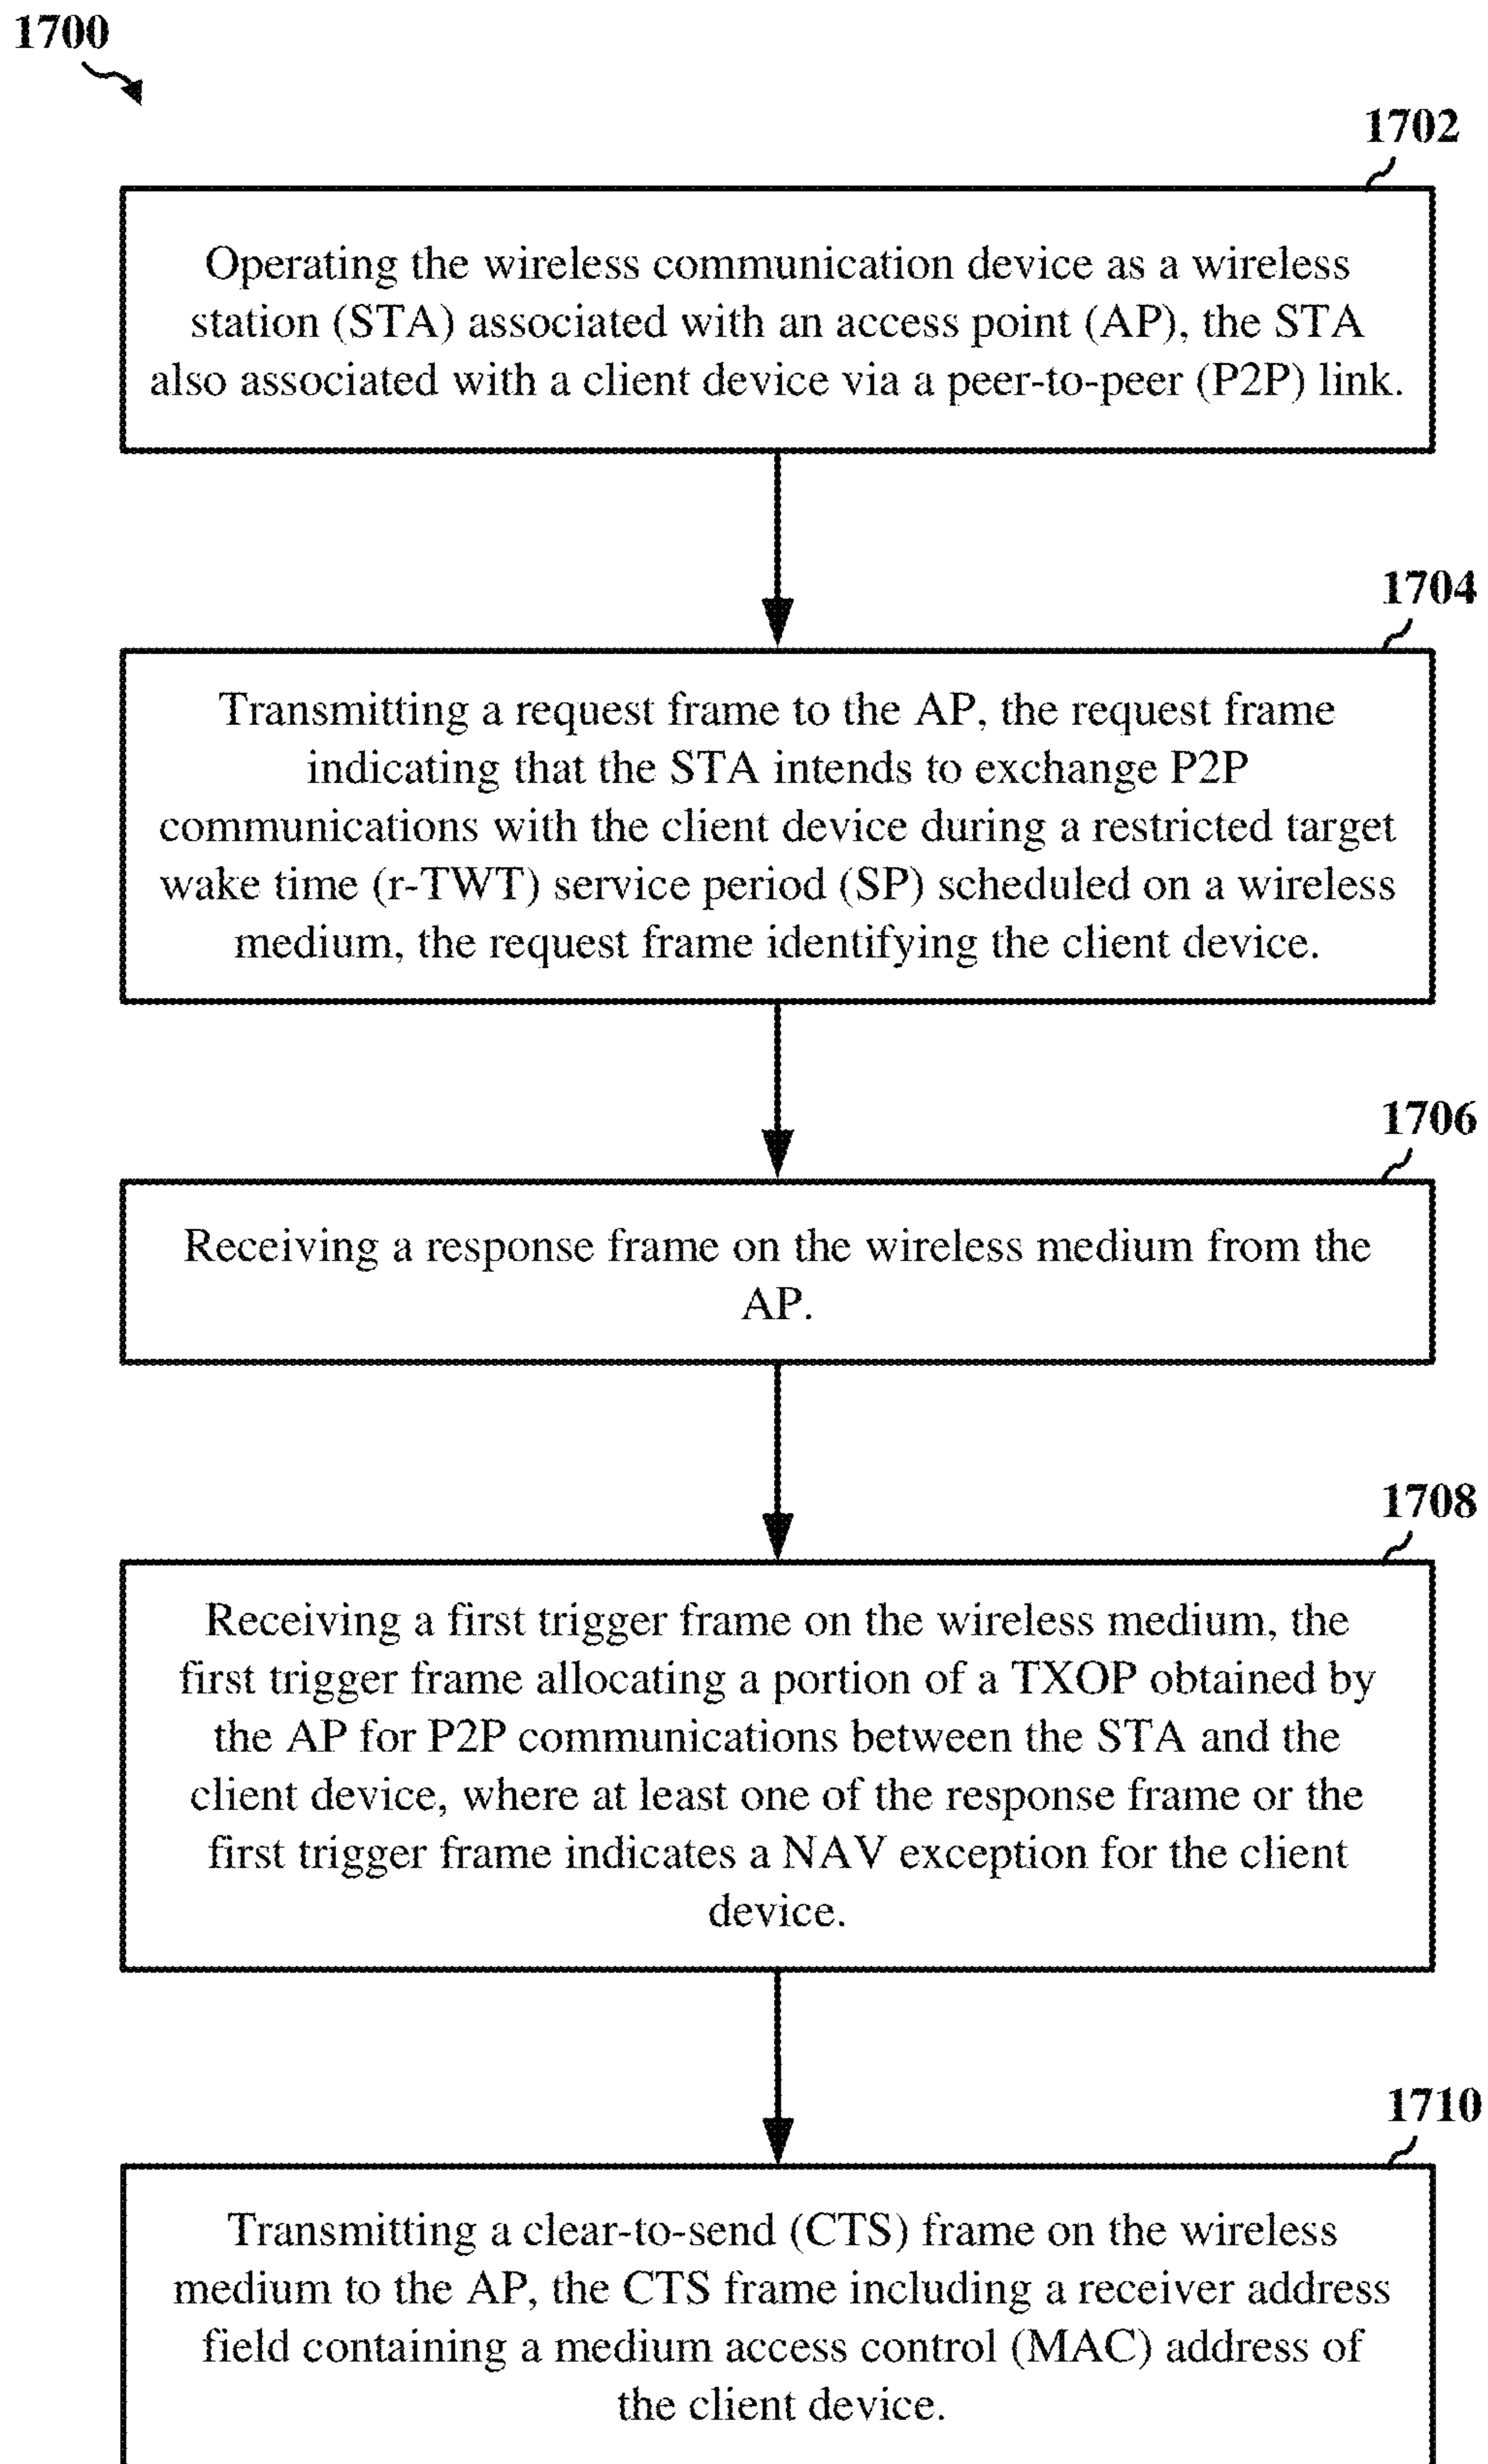 1700
1702
Operating the wireless communication device as a wireless
station (STA) associated with an access point (AP), the STA
also associated with a client device via a peer-to-peer (P2P) link.
1704
Transmitting a request frame to the AP, the request frame
indicating that the STA intends to exchange P2P
communications with the client device during a restricted target
wake time (r-TWT) service period (SP) scheduled on a wireless
medium, the request frame identifying the client device.
1706
Receiving a response frame on the wireless medium from the
AP.
1708
Receiving a first trigger frame on the wireless medium, the
first trigger frame allocating a portion of a TXOP obtained by
the AP for P2P communications between the STA and the
client device, where at least one of the response frame or the
first trigger frame indicates a NAV exception for the client
device.
1710
Transmitting a clear-to-send (CTS) frame on the wireless
medium to the AP, the CTS frame including a receiver address
field containing a medium access control (MAC) address of
the client device.